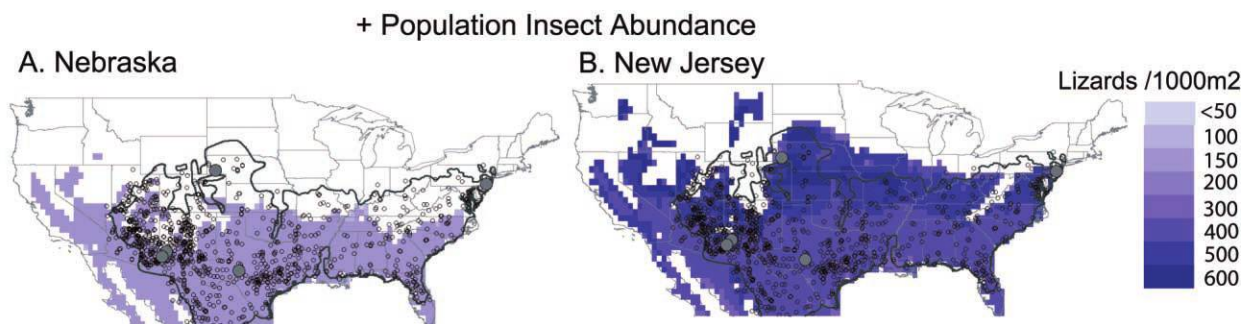 + Population Insect Abundance
A. Nebraska
B. New Jersey
Lizards /1000m2
<50
100
150
200
300
400
500
600